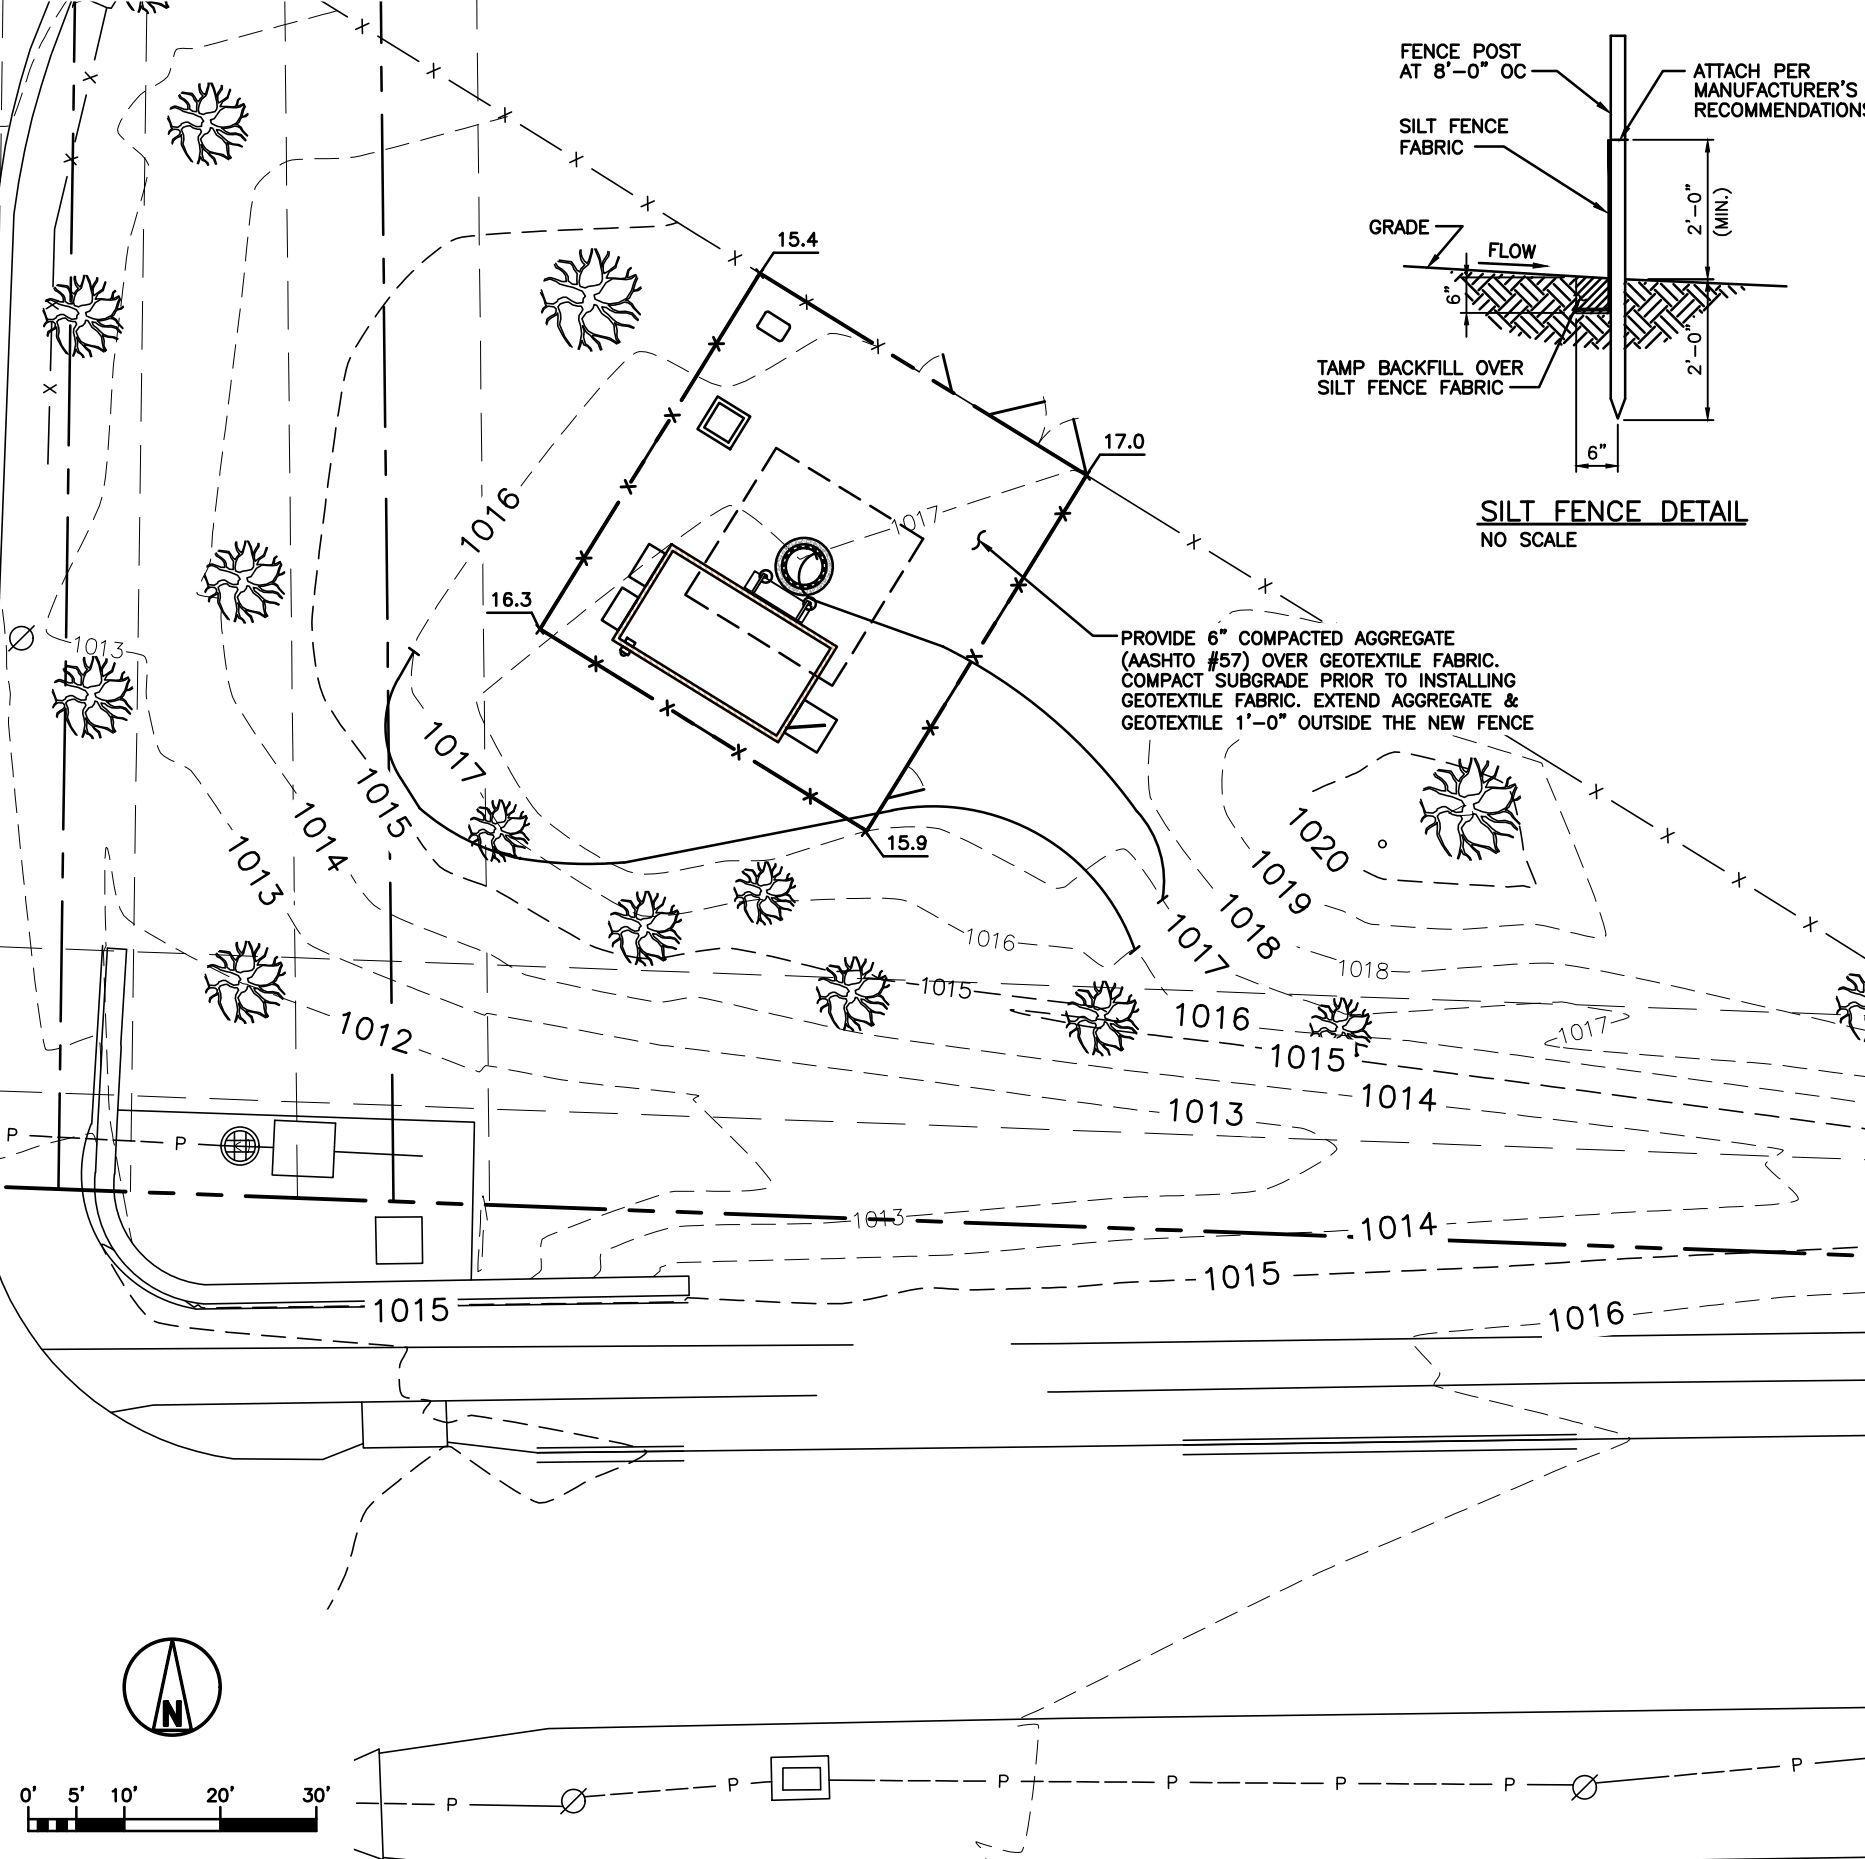 FENCE POST
AT 8'-0" OC
ATTACH PER
MANUFACTURER'S
RECOMMENDATIONS
SILT FENCE
FABRIC
2'-0"
(MIN.)
GRADE
FLOW
6"
2'-0"
TAMP BACKFILL OVER
SILT FENCE FABRIC
6"
SILT FENCE DETAIL
NO SCALE
X
X
X
X
X
X
X
X
X
X
15.4
17.0
16.3
15.9
1016
1017
X
X
PROVIDE 6" COMPACTED AGGREGATE
(AASHTO #57) OVER GEOTEXTILE FABRIC.
COMPACT SUBGRADE PRIOR TO INSTALLING
GEOTEXTILE FABRIC. EXTEND AGGREGATE &
GEOTEXTILE 1'-0" OUTSIDE THE NEW FENCE
1013
1017
1015
1014
1013
1020
1019
1018
1017
X
X
X
X
1016
1018
1015
1012
1016
1017
1015
1014
1013
P
P
1013
1014
1015
1015
1016
N
0' 5' 10' 20' 30'
P
P
P
P
P
P
P